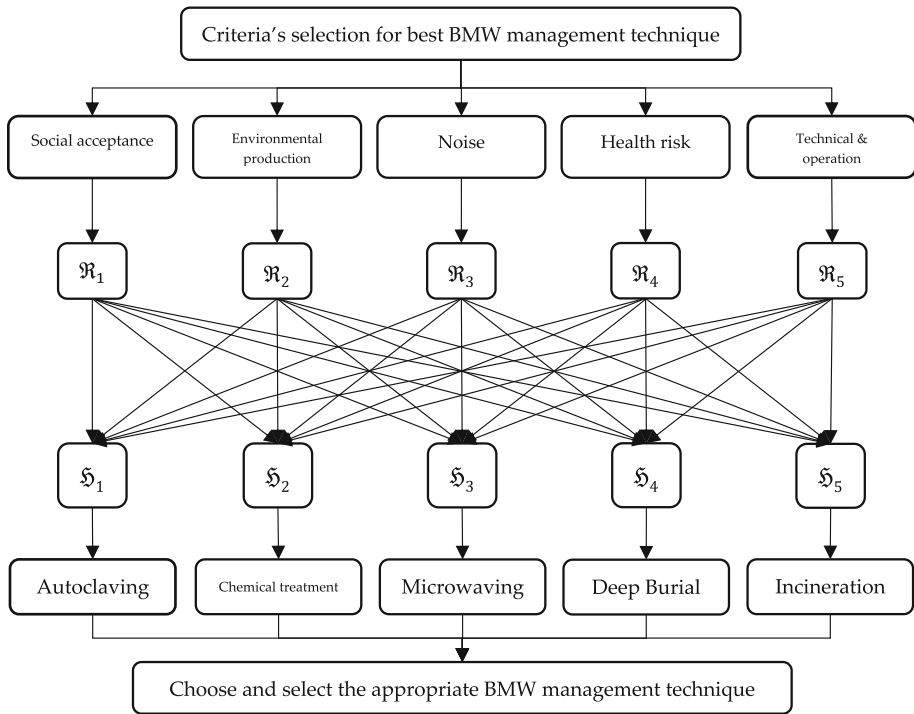 Criteria's selection for best BMW management technique
Social acceptance
Environmental
production
Noise
Health risk
Technical &
operation
ℜ₁
ℜ₂
ℜ₃
ℜ₄
ℜ₅
ℌ₁
ℌ₂
ℌ₃
ℌ₄
ℌ₅
Autoclaving
Chemical treatment
Microwaving
Deep Burial
Incineration
Choose and select the appropriate BMW management technique